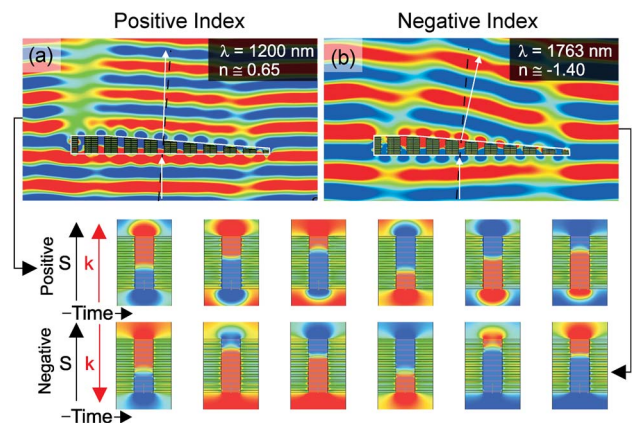 Positive Index
Negative Index
(a)
λ = 1200 nm
n ≅ 0.65
(b)
λ = 1763 nm
n ≅ -1.40
Positive
S
k
–Time
Negative
S
k
–Time